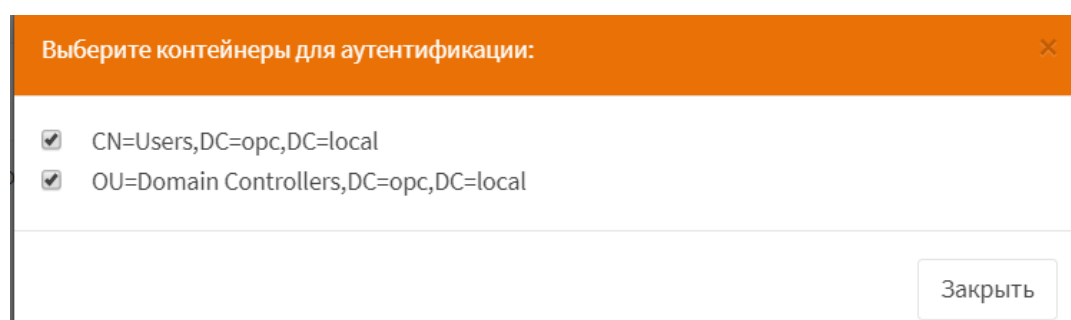 Выберите контейнеры для аутентификации:
CN=Users,DC=opc,DC=local
OU=Domain Controllers,DC=opc,DC=local
Закрыть